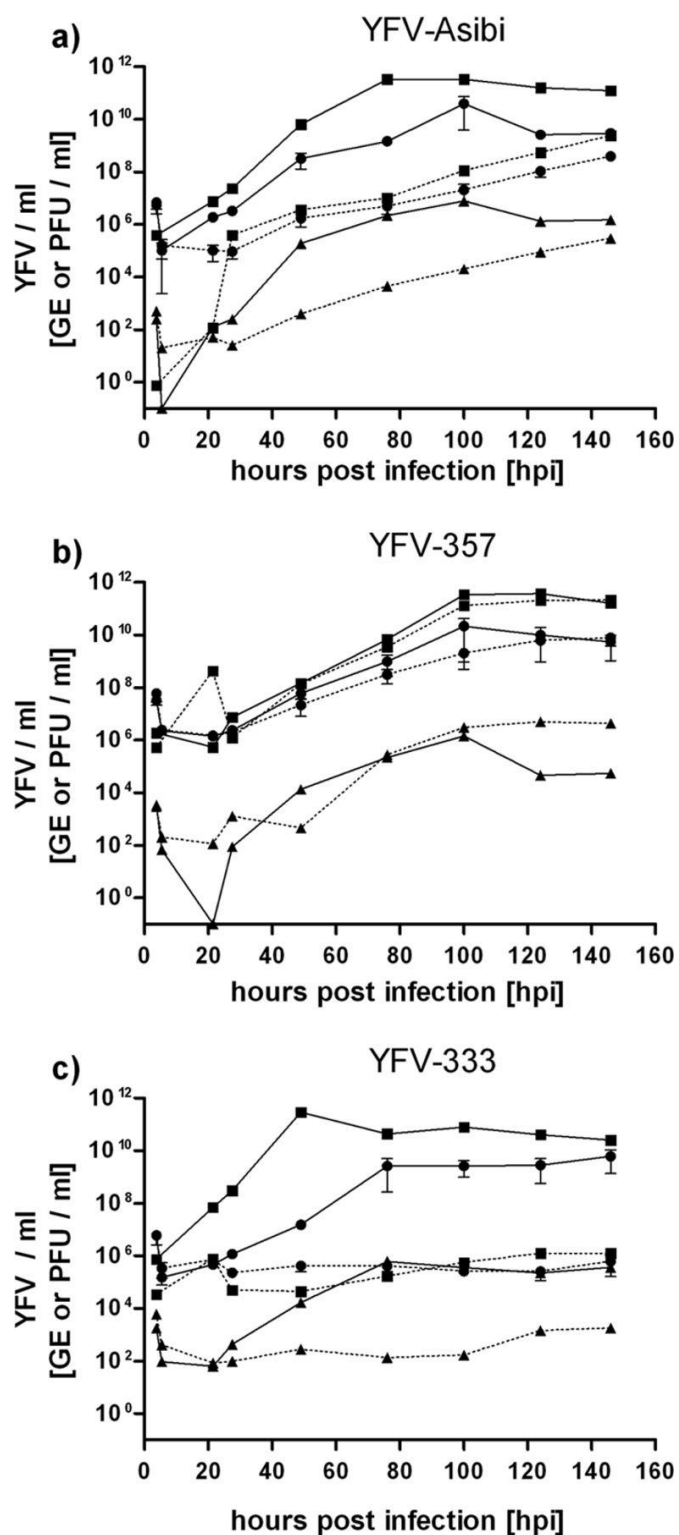 a)
YFV-Asibi
YFV / ml
[GE or PFU / ml]
10^12
10^10
10^8
10^6
10^4
10^2
10^0
0 20 40 60 80 100 120 140 160
hours post infection [hpi]
b)
YFV-357
YFV / ml
[GE or PFU / ml]
10^12
10^10
10^8
10^6
10^4
10^2
10^0
0 20 40 60 80 100 120 140 160
hours post infection [hpi]
c)
YFV-333
YFV / ml
[GE or PFU / ml]
10^12
10^10
10^8
10^6
10^4
10^2
10^0
0 20 40 60 80 100 120 140 160
hours post infection [hpi]